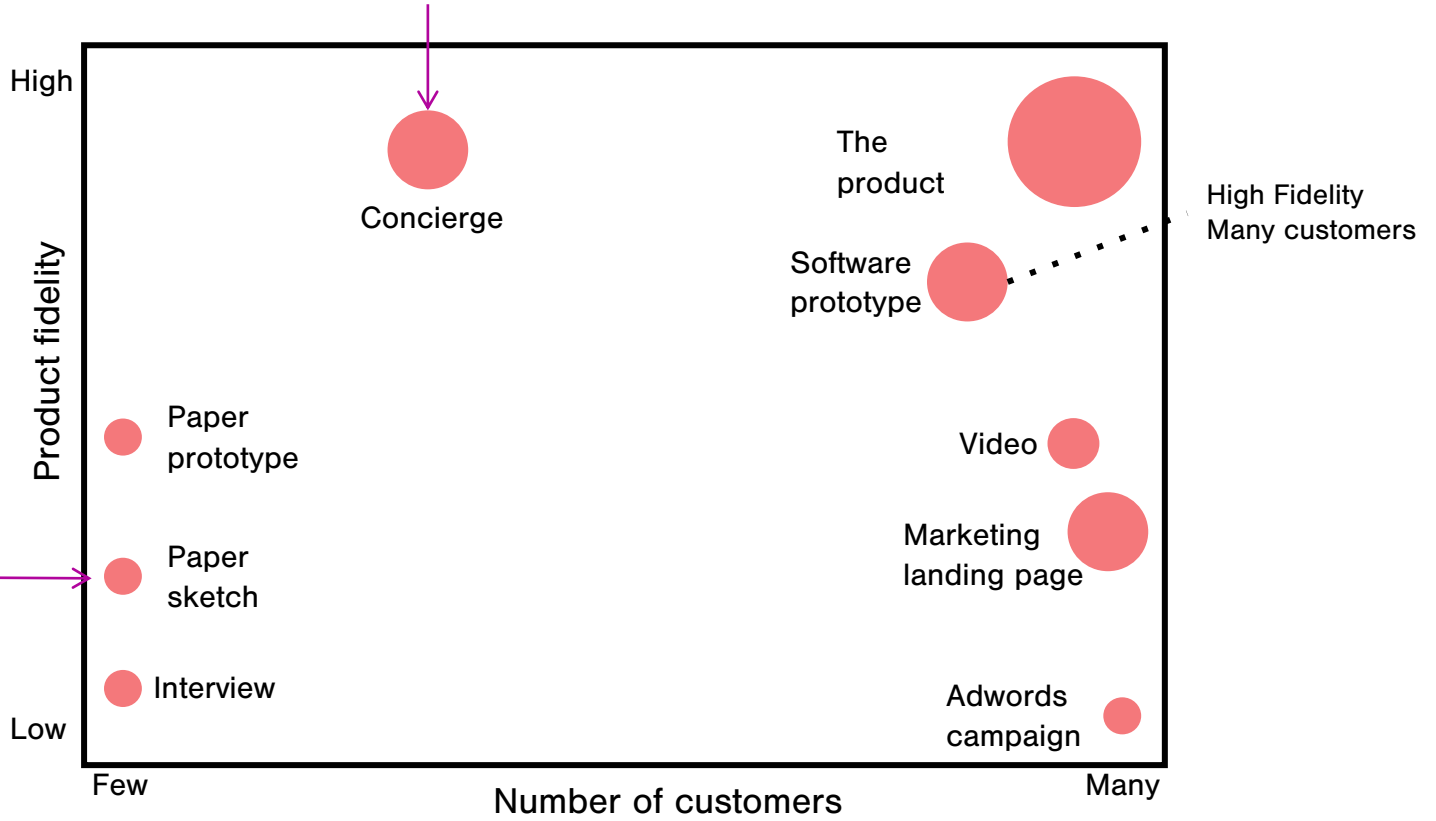 High
The
product
High Fidelity
Many customers
Concierge
Software
prototype
Product fidelity
Paper
prototype
Video
Marketing
landing page
Paper
sketch
Interview
Adwords
campaign
Low
Few
Many
Number of customers